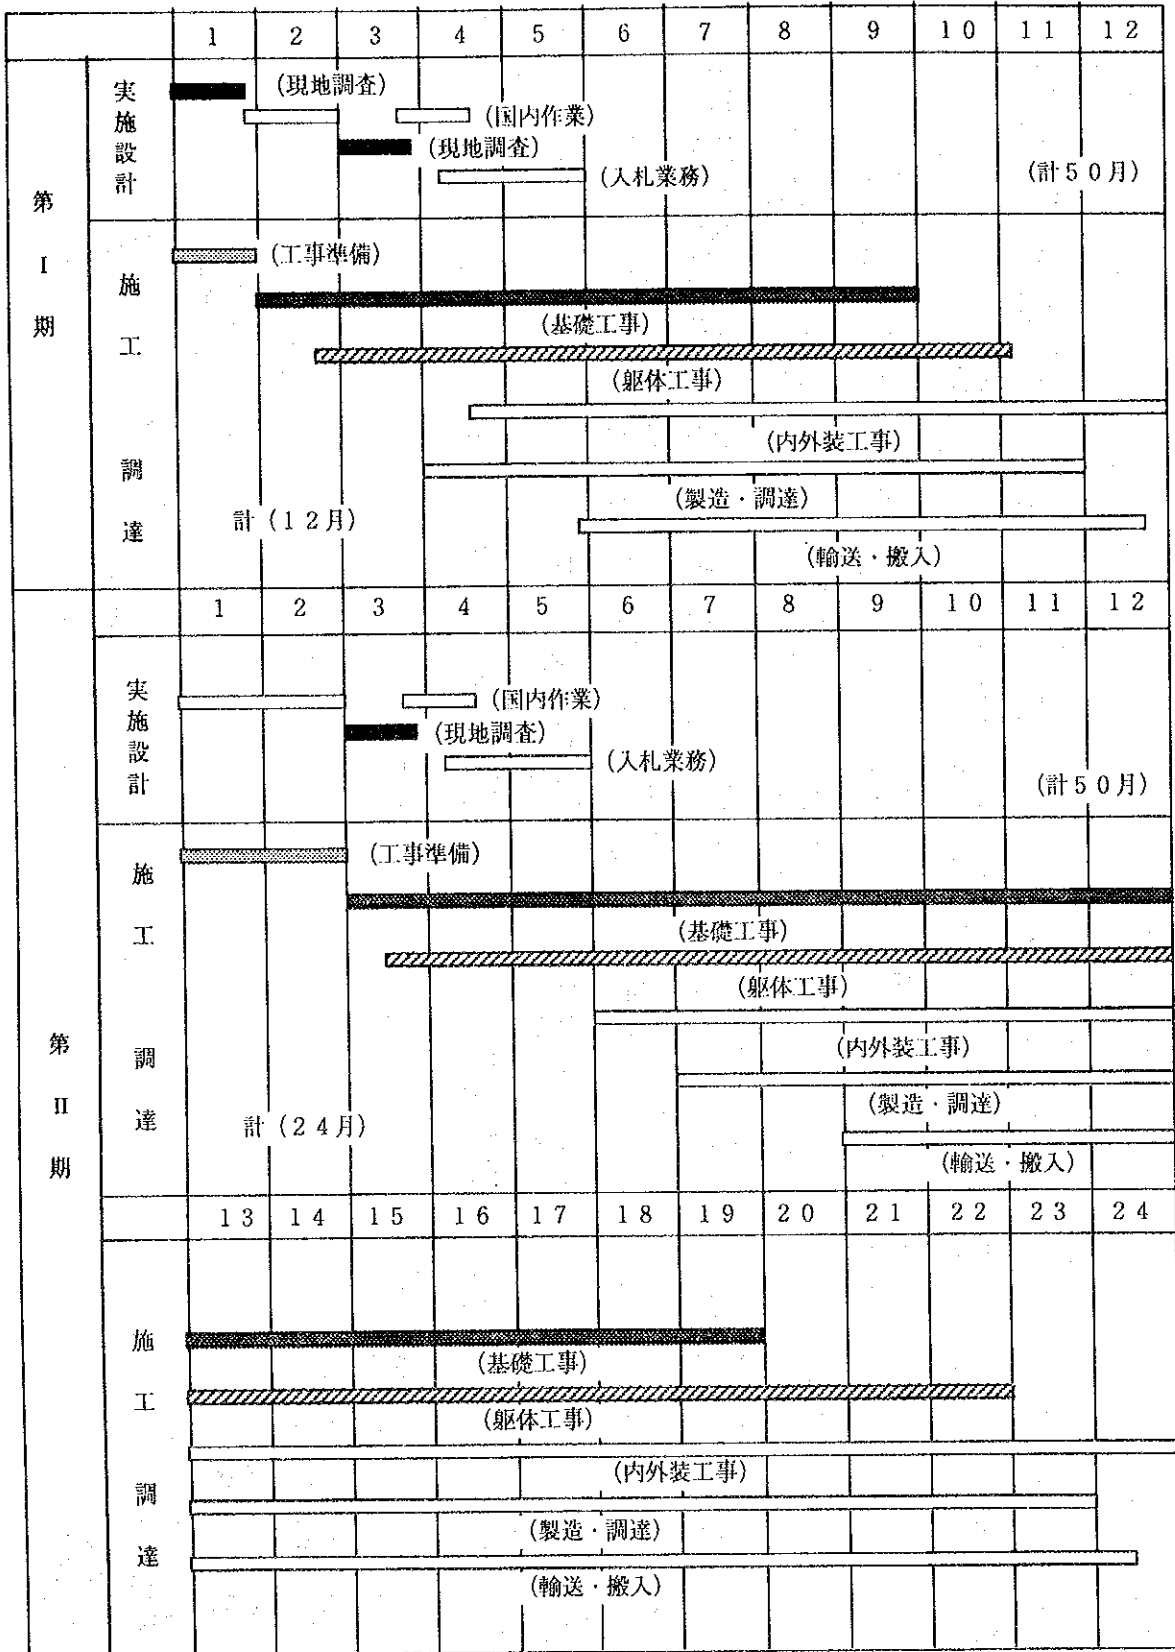 1 2 3 4 5 6 7 8 9 10 11 12
第Ⅰ期
実施設計
(現地調査)
(国内作業)
(現地調査)
(入札業務)
(計50月)
施工
調達
(工事準備)
(基礎工事)
(躯体工事)
(内外装工事)
(製造・調達)
計(12月)
(輸送・搬入)
1 2 3 4 5 6 7 8 9 10 11 12
第Ⅱ期
実施設計
(国内作業)
(現地調査)
(入札業務)
(計50月)
施工
調達
(工事準備)
(基礎工事)
(躯体工事)
(内外装工事)
(製造・調達)
計(24月)
(輸送・搬入)
13 14 15 16 17 18 19 20 21 22 23 24
施工
調達
(基礎工事)
(躯体工事)
(内外装工事)
(製造・調達)
(輸送・搬入)